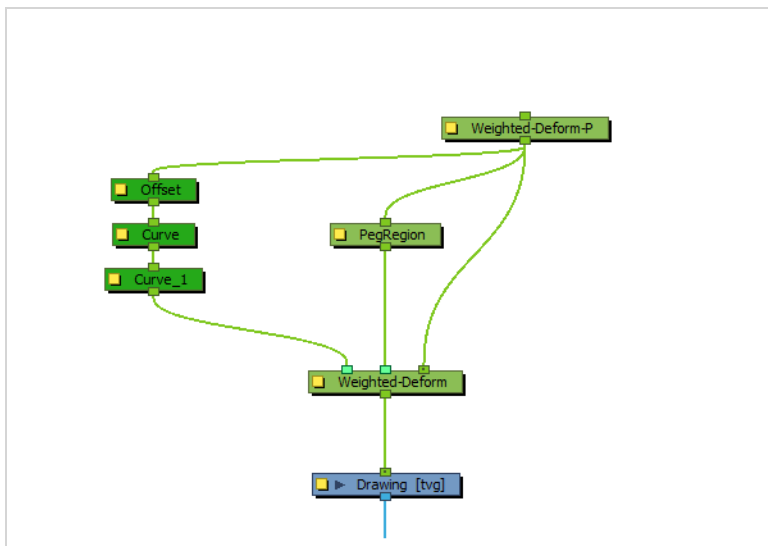 Weighted-Deform-P
Offset
Curve
PegRegion
Curve_1
Weighted-Deform
Drawing [tvg]